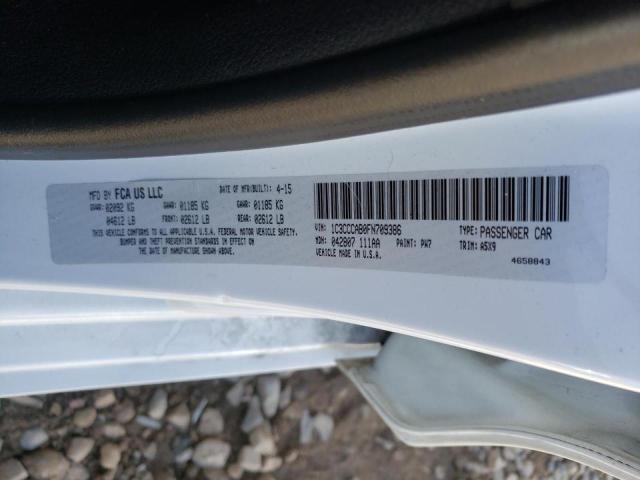 MFD BY FCA US LLC DATE OF MFR(BUILT): 4-15
GVWR: 02092 KG GAWR: 01185 KG GAWR: 01185 KG
04612 LB FRONT: 02612 LB REAR: 02612 LB
THIS VEHICLE CONFORMS TO ALL APPLICABLE U.S.A. FEDERAL MOTOR VEHICLE SAFETY,
BUMPER AND THEFT PREVENTION STANDARDS IN EFFECT ON
THE DATE OF MANUFACTURE SHOWN ABOVE.
VIN: 1C3CCCAB0FN709386 TYPE: PASSENGER CAR
MDH: 042807 111AA PAINT: PW7 TRIM: A5X9
VEHICLE MADE IN U.S.A. 4658843